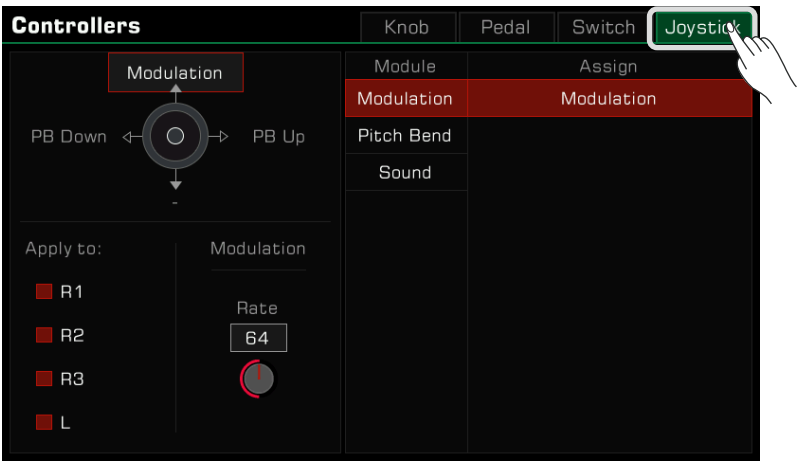 Controllers
Knob
Pedal
Switch
Joystick
Modulation
PB Down
PB Up
-
Apply to:
R1
R2
R3
L
Modulation
Rate
64
Module
Assign
Modulation
Modulation
Pitch Bend
Sound